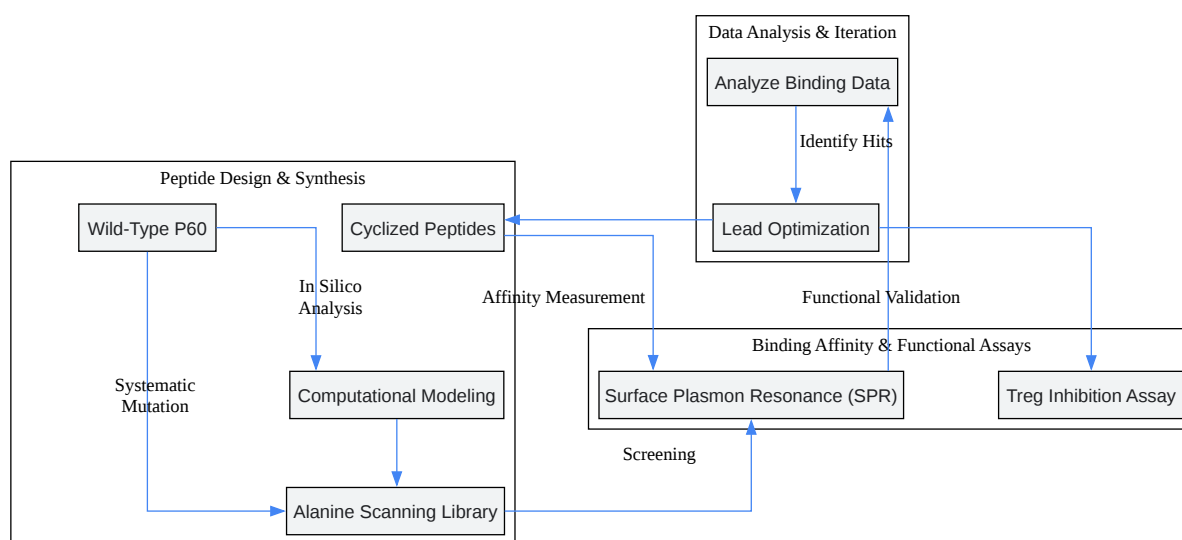 Data Analysis & Iteration
Analyze Binding Data
Identify Hits
Peptide Design & Synthesis
Wild-Type P60
Cyclized Peptides
Lead Optimization
In Silico
Analysis
Affinity Measurement
Functional Validation
Binding Affinity & Functional Assays
Systematic
Mutation
Computational Modeling
Surface Plasmon Resonance (SPR)
Treg Inhibition Assay
Screening
Alanine Scanning Library